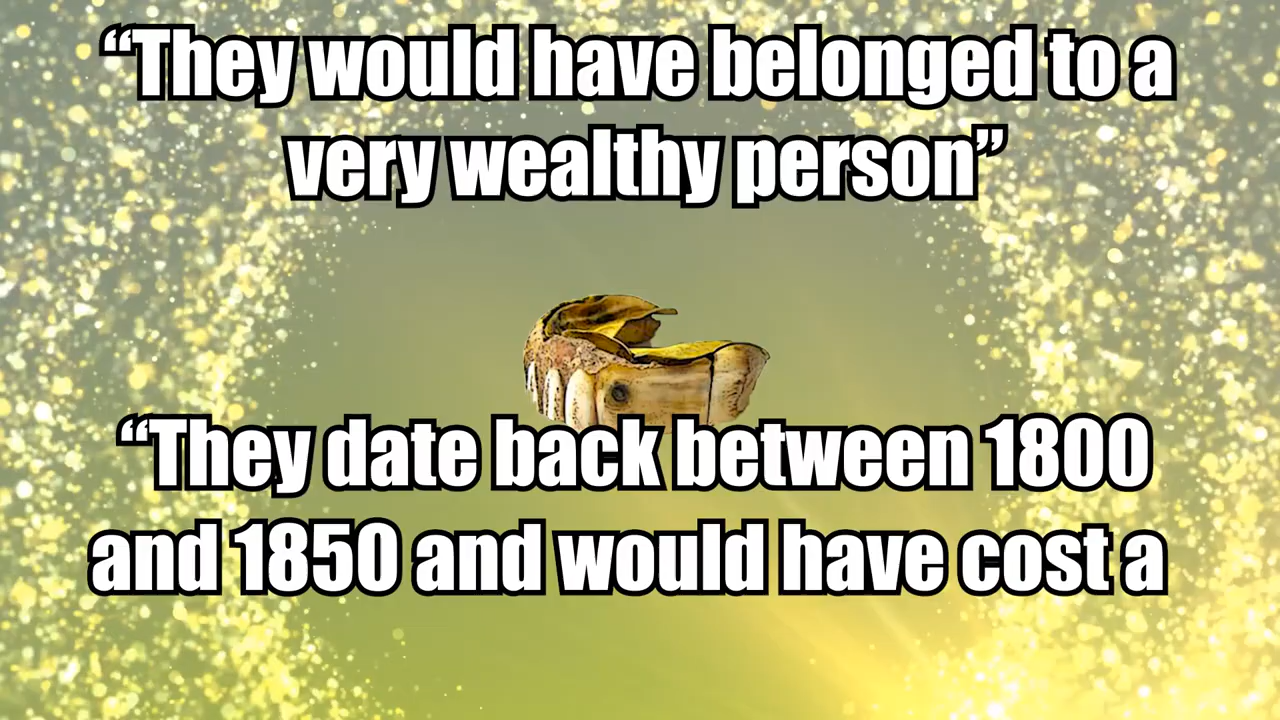 “They would have belonged to a
very wealthy person”
“They date back between 1800
and 1850 and would have cost a